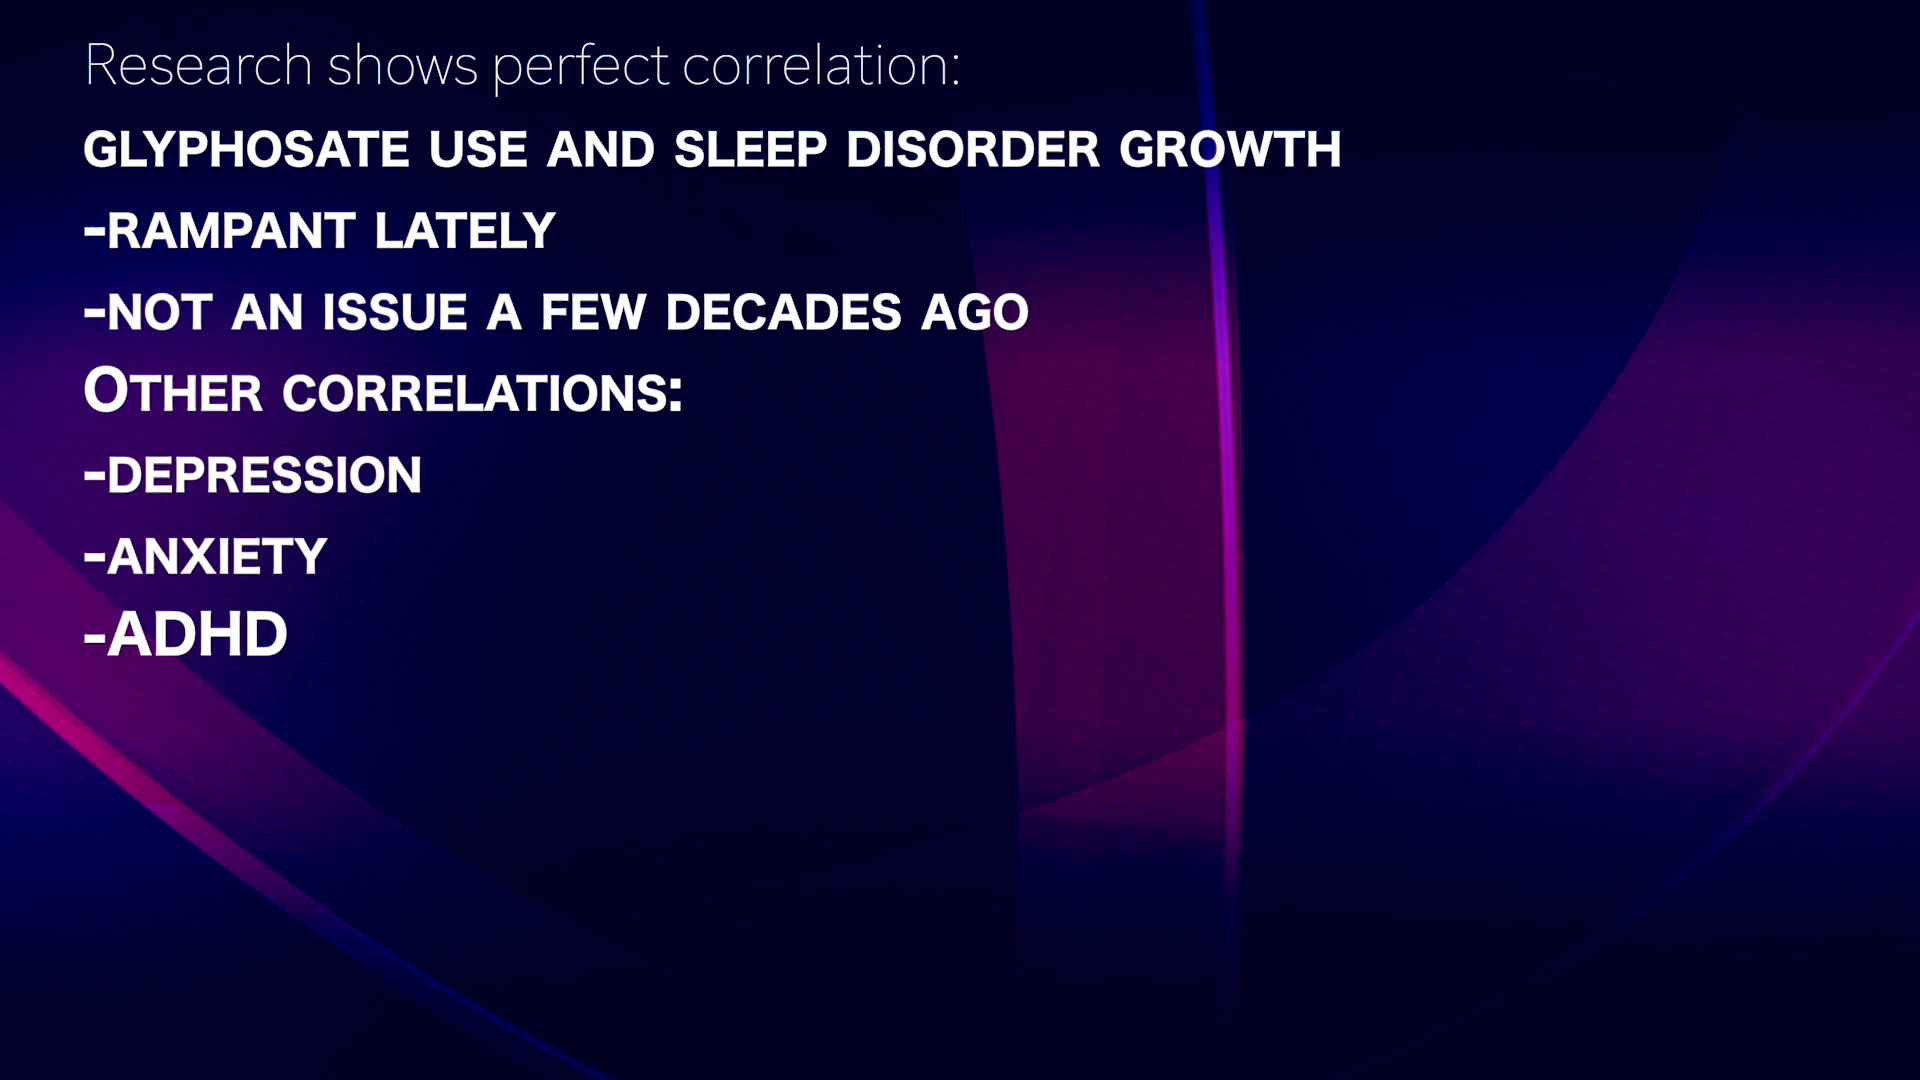 Research shows perfect correlation:
GLYPHOSATE USE AND SLEEP DISORDER GROWTH
-RAMPANT LATELY
-NOT AN ISSUE A FEW DECADES AGO
OTHER CORRELATIONS:
-DEPRESSION
-ANXIETY
-ADHD